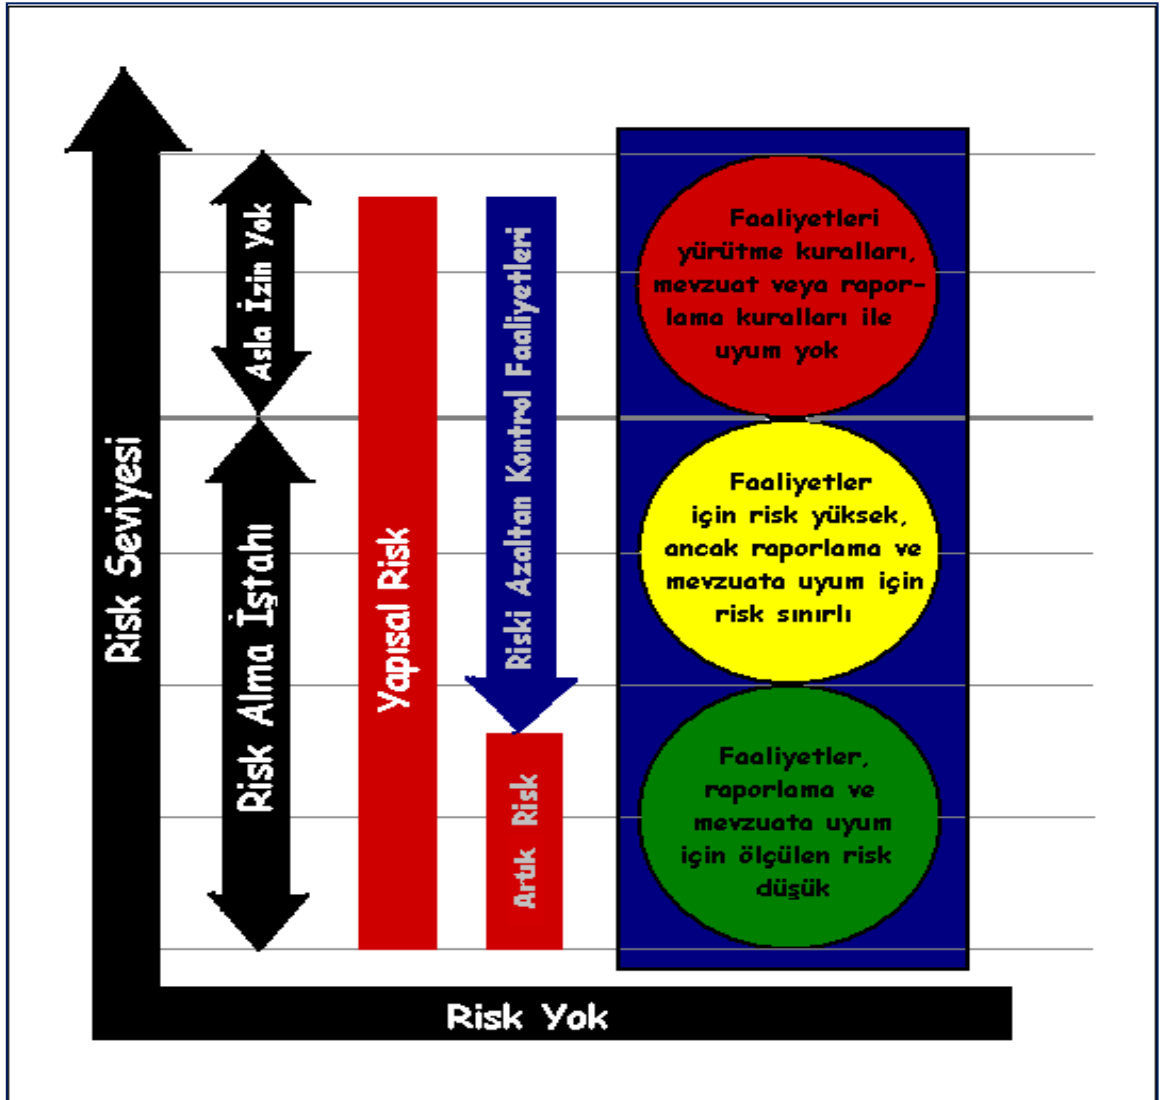 Risk Seviyesi
Asla İzin Yok
Risk Alma İştahı
Yapısal Risk
Riski Azaltan Kontrol Faaliyetleri
Artık Risk
Faaliyetleri
yürütme kuralları,
mevzuat veya rapor-
lama kuralları ile
uyum yok
Faaliyetler
için risk yüksek,
ancak raporlama ve
mevzuata uyum için
risk sınırlı
Faaliyetler,
raporlama ve
mevzuata uyum
için ölçülen risk
düşük
Risk Yok